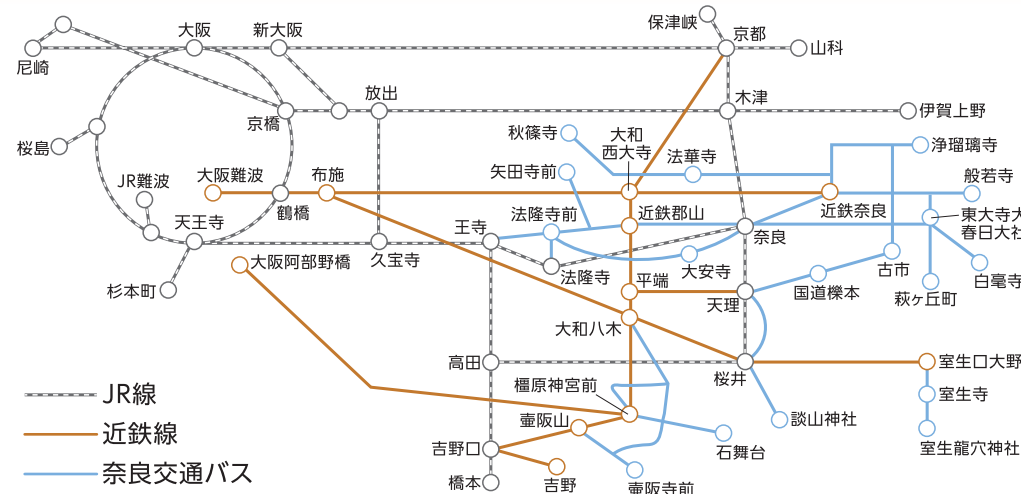 保津峡
大阪
新大阪
京都
山科
尼崎
放出
木津
伊賀上野
京橋
桜島
秋篠寺
大和
西大寺
法華寺
浄瑠璃寺
矢田寺前
JR難波
大阪難波
布施
般若寺
鶴橋
近鉄奈良
天王寺
法隆寺前
近鉄郡山
東大寺大
春日大社
王寺
奈良
久宝寺
大阪阿部野橋
法隆寺
大安寺
古市
白毫寺
杉本町
平端
天理
国道櫟本
萩ヶ丘町
大和八木
高田
桜井
室生口大野
橿原神宮前
室生寺
JR線
壷阪山
談山神社
近鉄線
吉野口
石舞台
室生龍穴神社
奈良交通バス
橋本
吉野
壷阪寺前